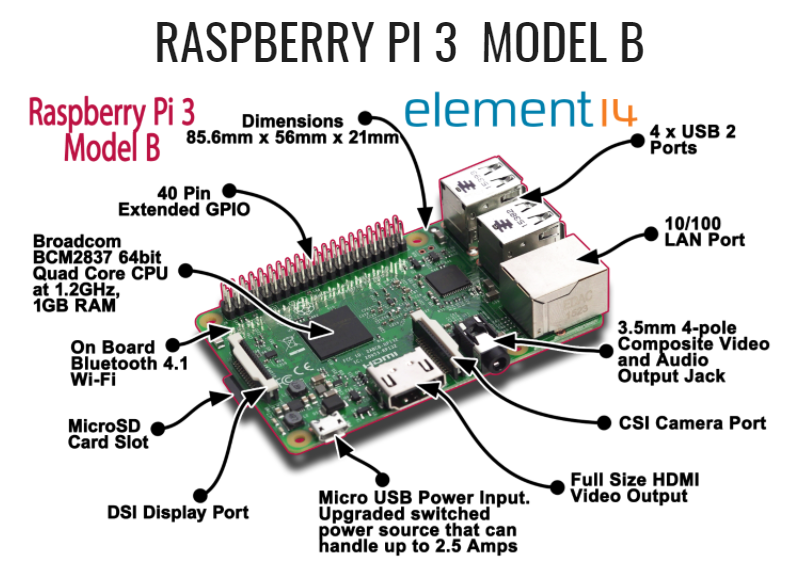 RASPBERRY PI 3 MODEL B
Raspberry Pi 3
Model B
Dimensions
85.6mm x 56mm x 21mm
element14
4 x USB 2
Ports
40 Pin
Extended GPIO
10/100
LAN Port
Broadcom
BCM2837 64bit
Quad Core CPU
at 1.2GHz,
1GB RAM
On Board
Bluetooth 4.1
Wi-Fi
3.5mm 4-pole
Composite Video
and Audio
Output Jack
MicroSD
Card Slot
CSI Camera Port
DSI Display Port
Micro USB Power Input.
Upgraded switched
power source that can
handle up to 2.5 Amps
Full Size HDMI
Video Output
HDMI